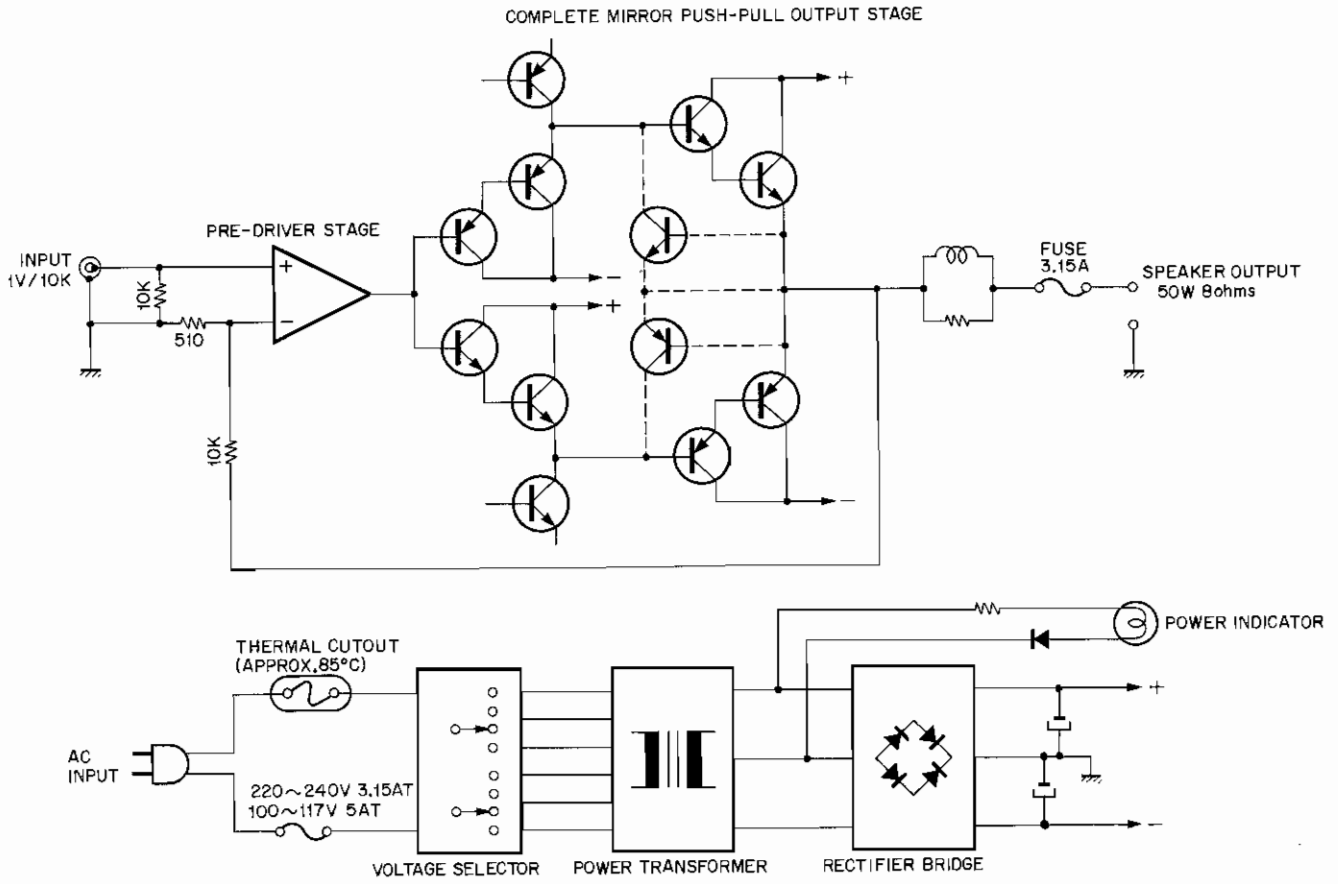 COMPLETE MIRROR PUSH-PULL OUTPUT STAGE
+
PRE-DRIVER STAGE
INPUT
1V/10K
10K
510
+
−
−
+
FUSE
3.15A
SPEAKER OUTPUT
50W 8ohms
10K
−
THERMAL CUTOUT
(APPROX.85°C)
POWER INDICATOR
+
AC
INPUT
220~240V 3.15AT
100~117V 5AT
−
VOLTAGE SELECTOR
POWER TRANSFORMER
RECTIFIER BRIDGE